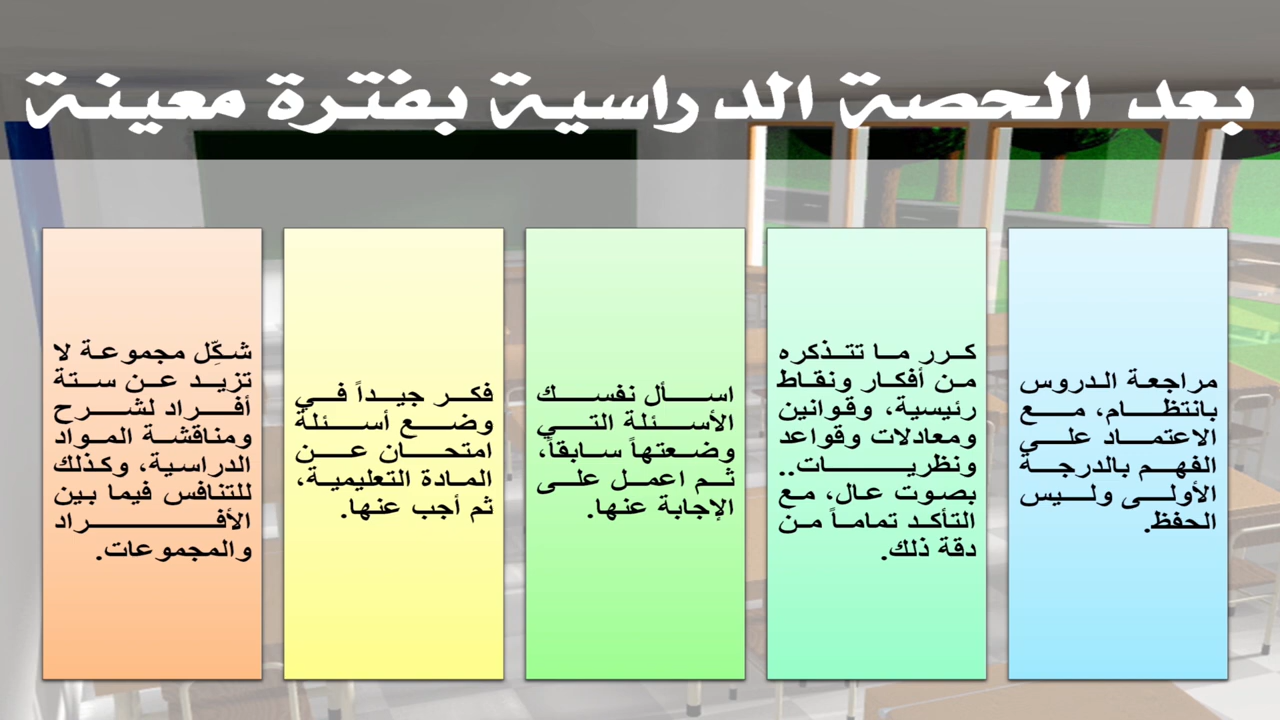 بعد الحصة الدراسية بفترة معينة
مراجعة الدروس
بانتظام، مع
الاعتماد على
الفهم بالدرجة
الأولى وليس
الحفظ.
كرر ما تتذكره
من أفكار ونقاط
رئيسية، وقوانين
ومعادلات وقواعد
ونظريات..
بصوت عال، مع
التأكد تماماً من
دقة ذلك.
اسأل نفسك
الأسئلة التي
وضعتها سابقاً،
ثم اعمل على
الإجابة عنها.
فكر جيداً في
وضع أسئلة
امتحان عن
المادة التعليمية،
ثم أجب عنها.
شكِّل مجموعة لا
تزيد عن ستة
أفراد لشرح
ومناقشة المواد
الدراسية، وكذلك
للتنافس فيما بين
الأفراد
والمجموعات.